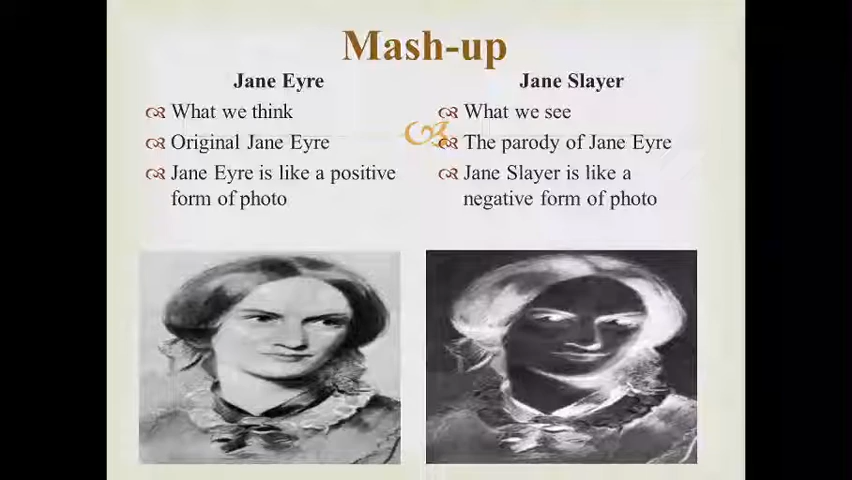 Mash-up
Jane Eyre
What we think
Original Jane Eyre
Jane Eyre is like a positive
form of photo
Jane Slayer
What we see
The parody of Jane Eyre
Jane Slayer is like a
negative form of photo